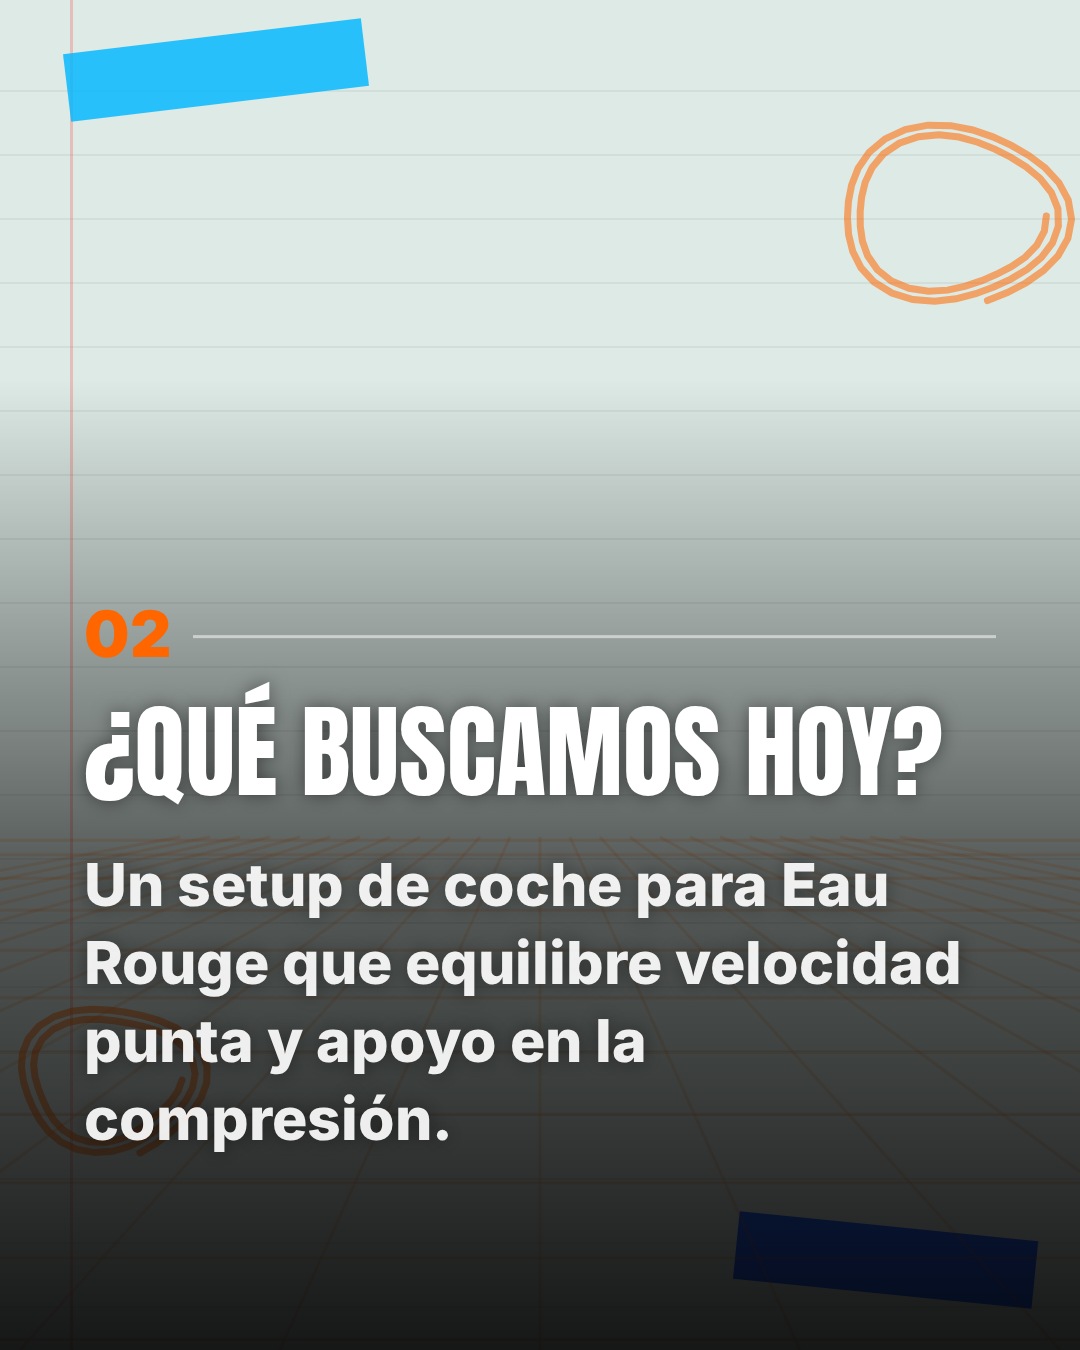 02
¿QUÉ BUSCAMOS HOY?
Un setup de coche para Eau
Rouge que equilibre velocidad
punta y apoyo en la
compresión.